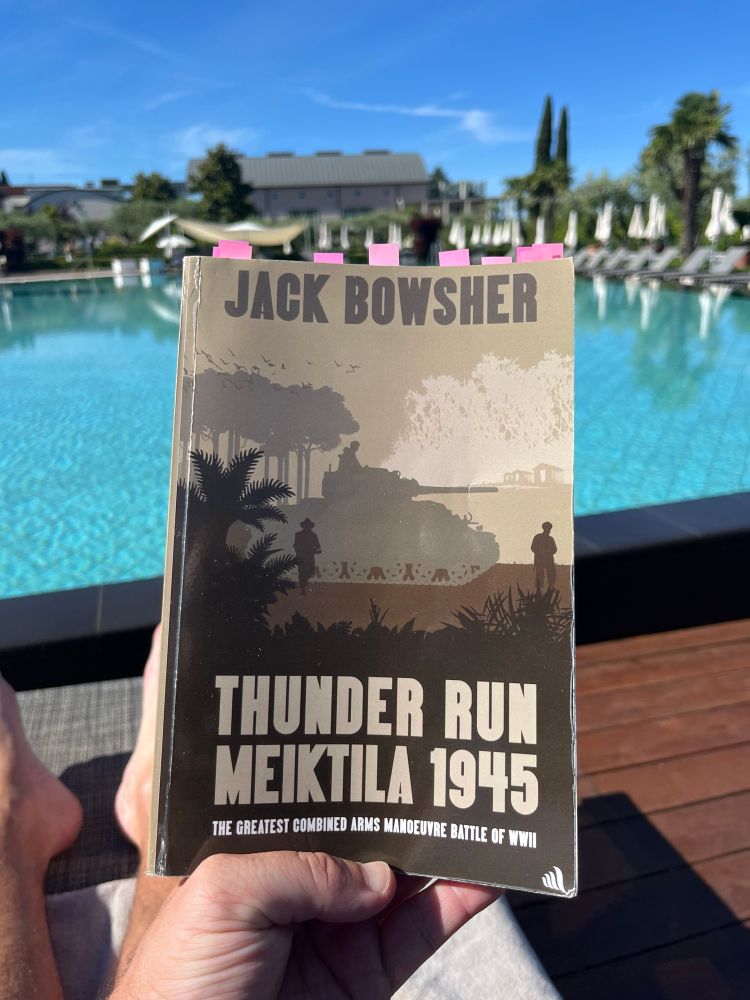 JACK BOWSHER
THUNDER RUN
MEIKTILA 1945
THE GREATEST COMBINED ARMS MANOEUVRE BATTLE OF WWII